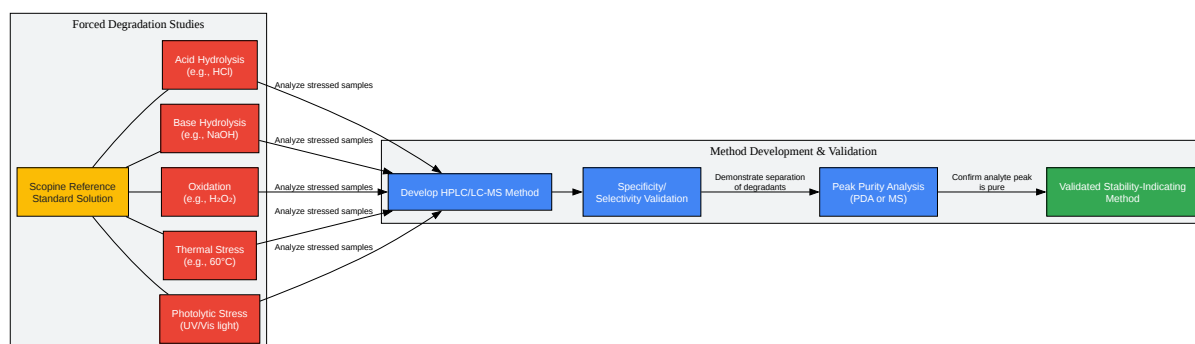 Forced Degradation Studies
Acid Hydrolysis
(e.g., HCl)
Analyze stressed samples
Base Hydrolysis
(e.g., NaOH)
Analyze stressed samples
Method Development & Validation
Scopine Reference
Standard Solution
Oxidation
(e.g., H₂O₂)
Analyze stressed samples
Develop HPLC/LC-MS Method
Specificity/
Selectivity Validation
Demonstrate separation
of degradants
Peak Purity Analysis
(PDA or MS)
Confirm analyte peak
is pure
Validated Stability-Indicating
Method
Analyze stressed samples
Thermal Stress
(e.g., 60°C)
Analyze stressed samples
Photolytic Stress
(UV/Vis light)